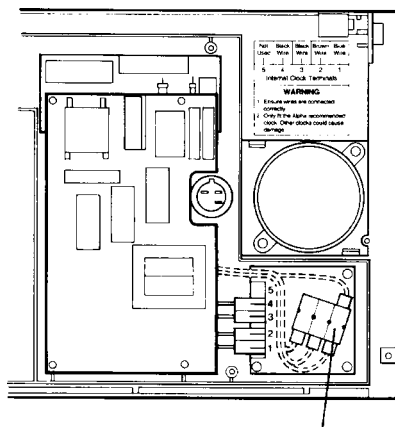 Not Black Black Brown Blue
Used Wire Wire Wire Wire
5 4 3 2 1
Internal Clock Terminals
WARNING
1 Ensure wires are connected
correctly
2 Only fit the Alpha recommended
clock. Other clocks could cause
damage
5
4
3
2
1